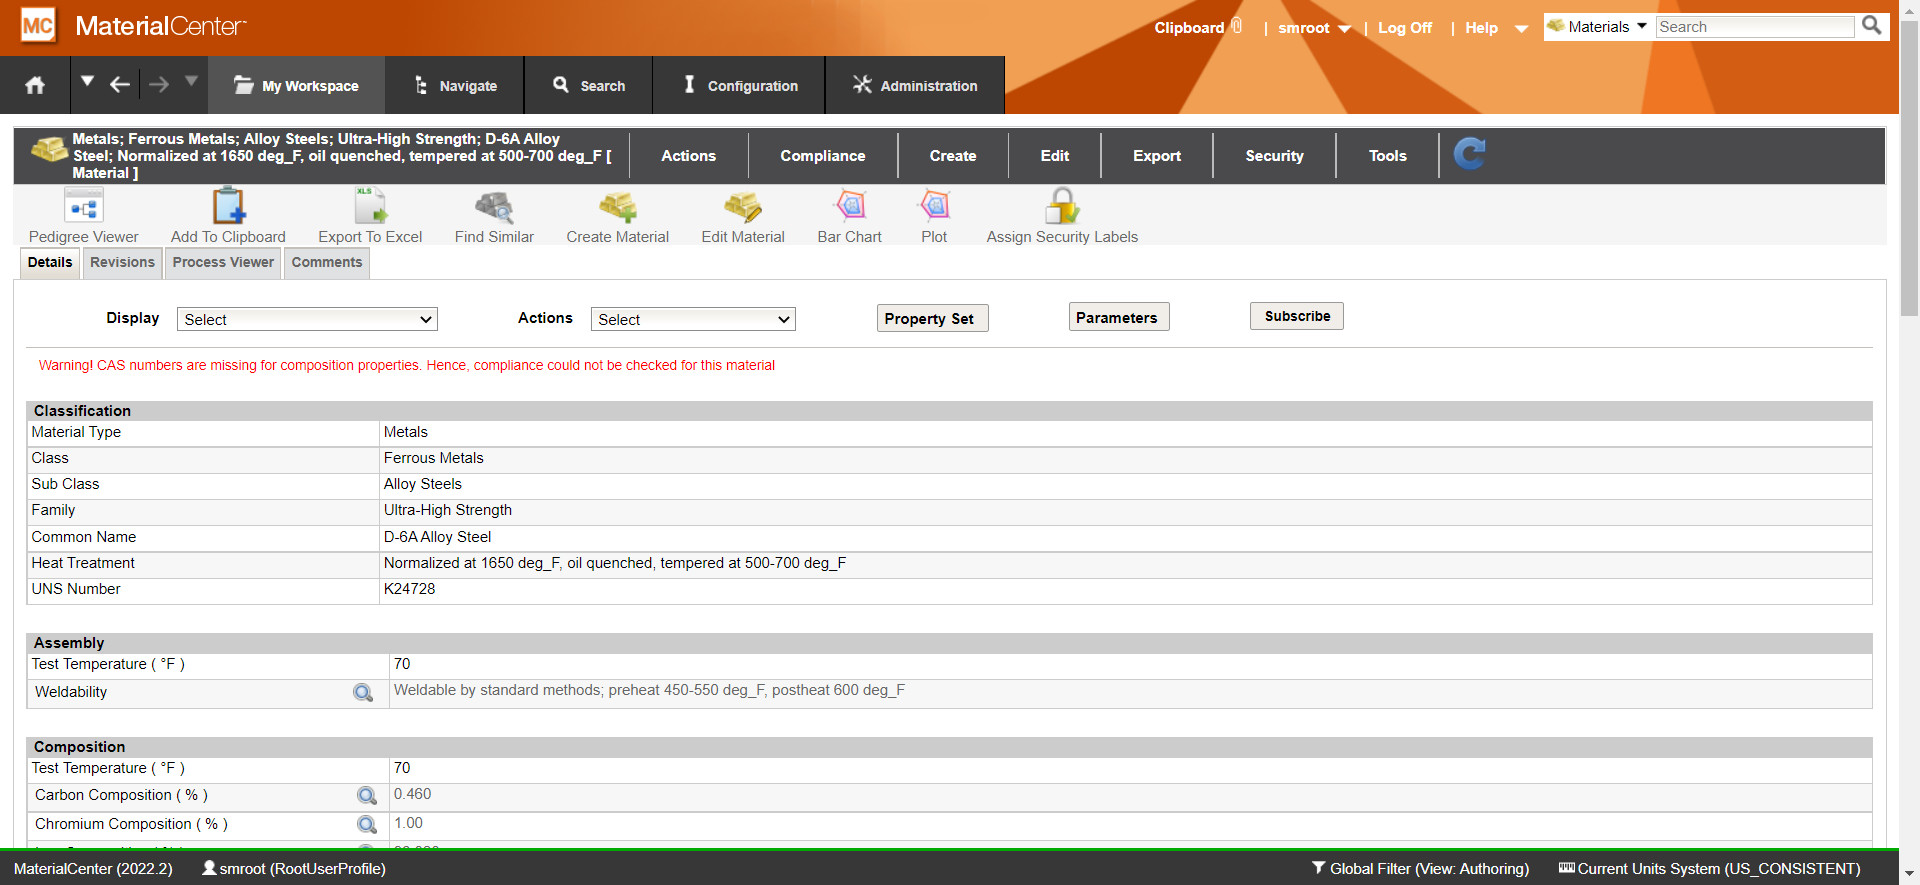 MC MaterialCenter
Clipboard | smroot | Log Off | Help Materials Search
My Workspace Navigate Search Configuration Administration
Metals; Ferrous Metals; Alloy Steels; Ultra-High Strength; D-6A Alloy
Steel; Normalized at 1650 deg_F, oil quenched, tempered at 500-700 deg_F [
Material ]
Actions Compliance Create Edit Export Security Tools
XLS
Pedigree Viewer Add To Clipboard Export To Excel Find Similar Create Material Edit Material Bar Chart Plot Assign Security Labels
Details Revisions Process Viewer Comments
Display Select Actions Select Property Set Parameters Subscribe
Warning! CAS numbers are missing for composition properties. Hence, compliance could not be checked for this material
Classification
Material Type Metals
Class Ferrous Metals
Sub Class Alloy Steels
Family Ultra-High Strength
Common Name D-6A Alloy Steel
Heat Treatment Normalized at 1650 deg_F, oil quenched, tempered at 500-700 deg_F
UNS Number K24728
Assembly
Test Temperature ( °F ) 70
Weldability Weldable by standard methods; preheat 450-550 deg_F, postheat 600 deg_F
Composition
Test Temperature ( °F ) 70
Carbon Composition ( % ) 0.460
Chromium Composition ( % ) 1.00
MaterialCenter (2022.2) smroot (RootUserProfile) Global Filter (View: Authoring) Current Units System (US_CONSISTENT)